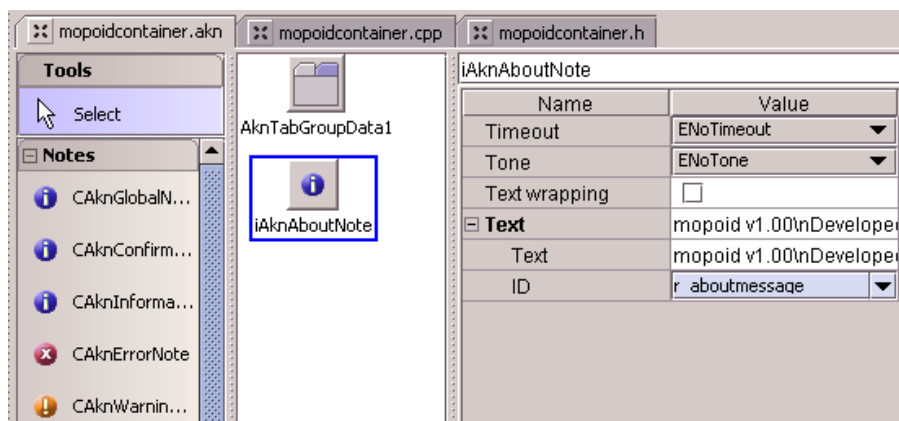 mopoidcontainer.akn
mopoidcontainer.cpp
mopoidcontainer.h
Tools
Select
Notes
CAknGlobalN...
CAknConfirm...
CAknInforma...
CAknErrorNote
CAknWarnin...
AknTabGroupData1
iAknAboutNote
iAknAboutNote
Name Value
Timeout ENoTimeout
Tone ENoTone
Text wrapping
Text mopoid v1.00\nDeveloper
Text mopoid v1.00\nDeveloper
ID r_aboutmessage